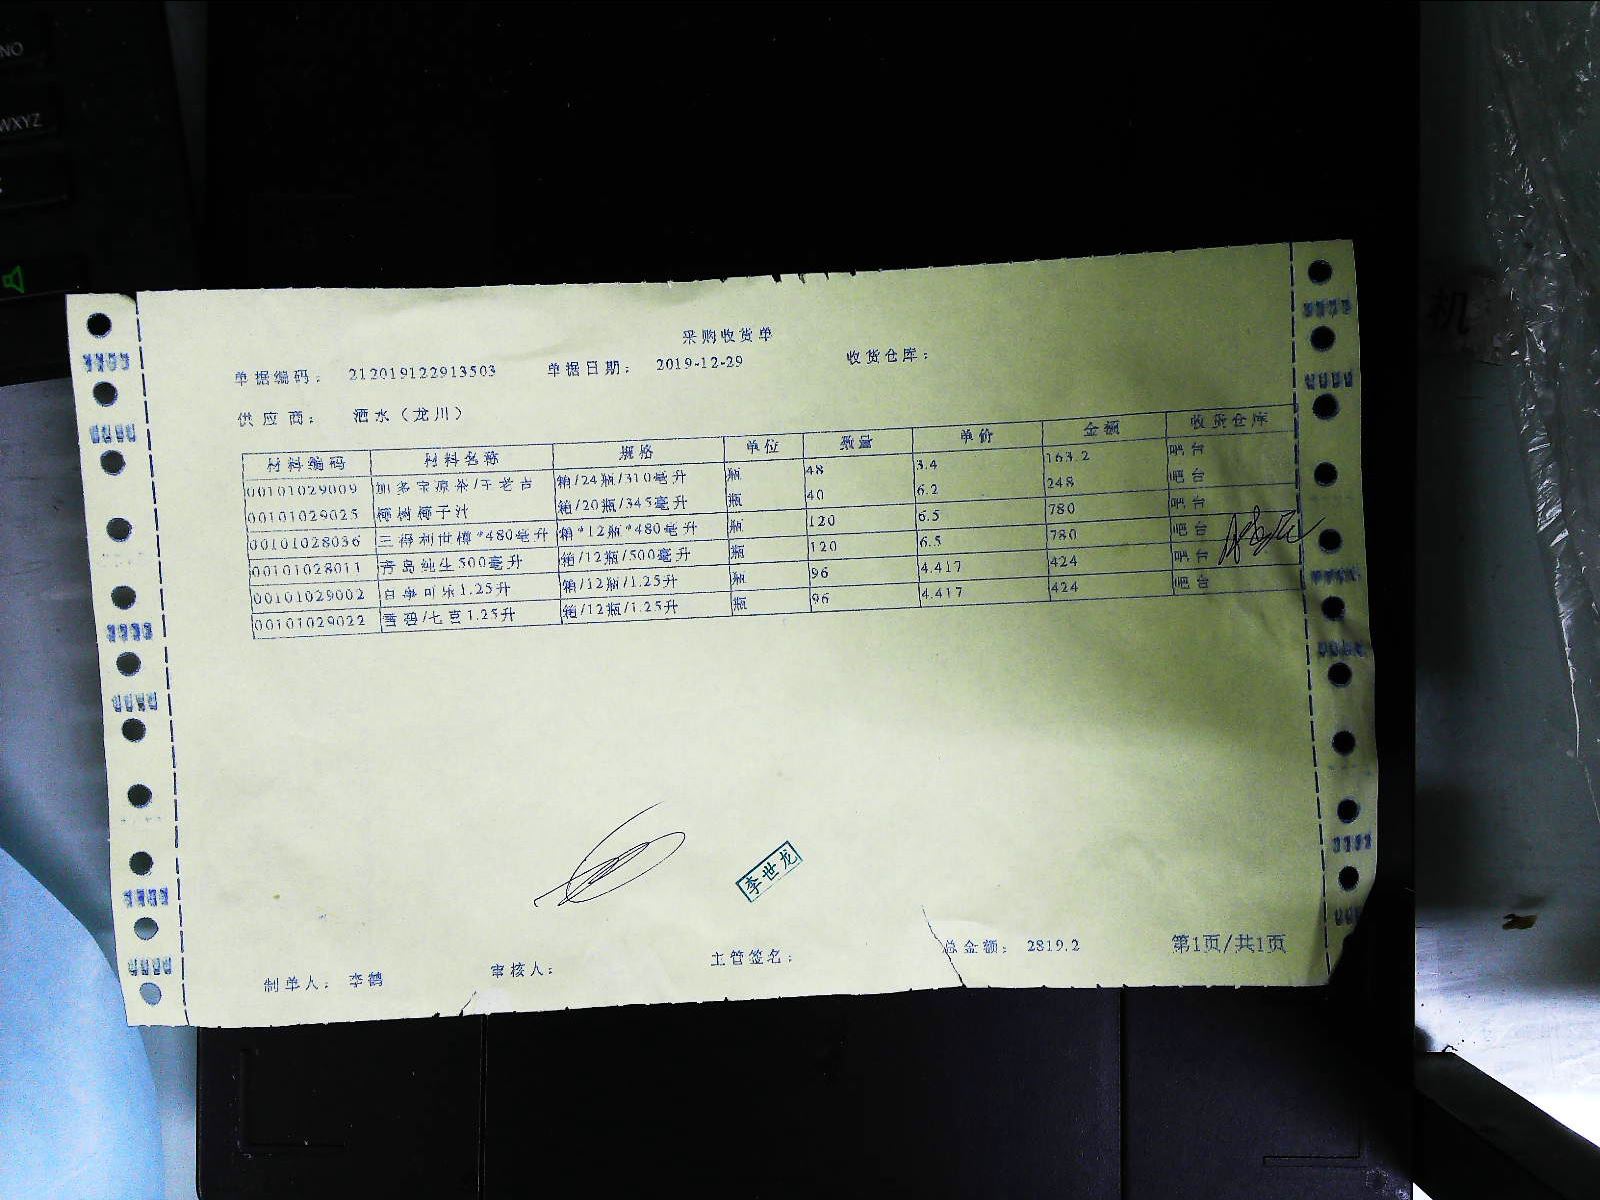 NO
WXYZ
机
采购收货单
单据编码： 212019122913503 单据日期： 2019-12-29 收货仓库：
供应商： 酒水（龙川）
材料编码 材料名称 规格 单位 数量 单价 金额 收货仓库
00101029009 加多宝凉茶/王老吉 箱/24瓶/310毫升 瓶 48 3.4 163.2 吧台
00101029025 椰树椰子汁 箱/20瓶/345毫升 瓶 40 6.2 248 吧台
00101028036 三得利世博*480毫升 箱*12瓶*480毫升 瓶 120 6.5 780 吧台
00101028011 青岛纯生500毫升 箱/12瓶/500毫升 瓶 120 6.5 780 吧台
00101029002 百事可乐1.25升 箱/12瓶/1.25升 瓶 96 4.417 424 吧台
00101029022 雪碧/七喜1.25升 箱/12瓶/1.25升 瓶 96 4.417 424 吧台
李世龙
制单人： 李鹤 审核人： 主管签名： 总金额： 2819.2 第1页/共1页